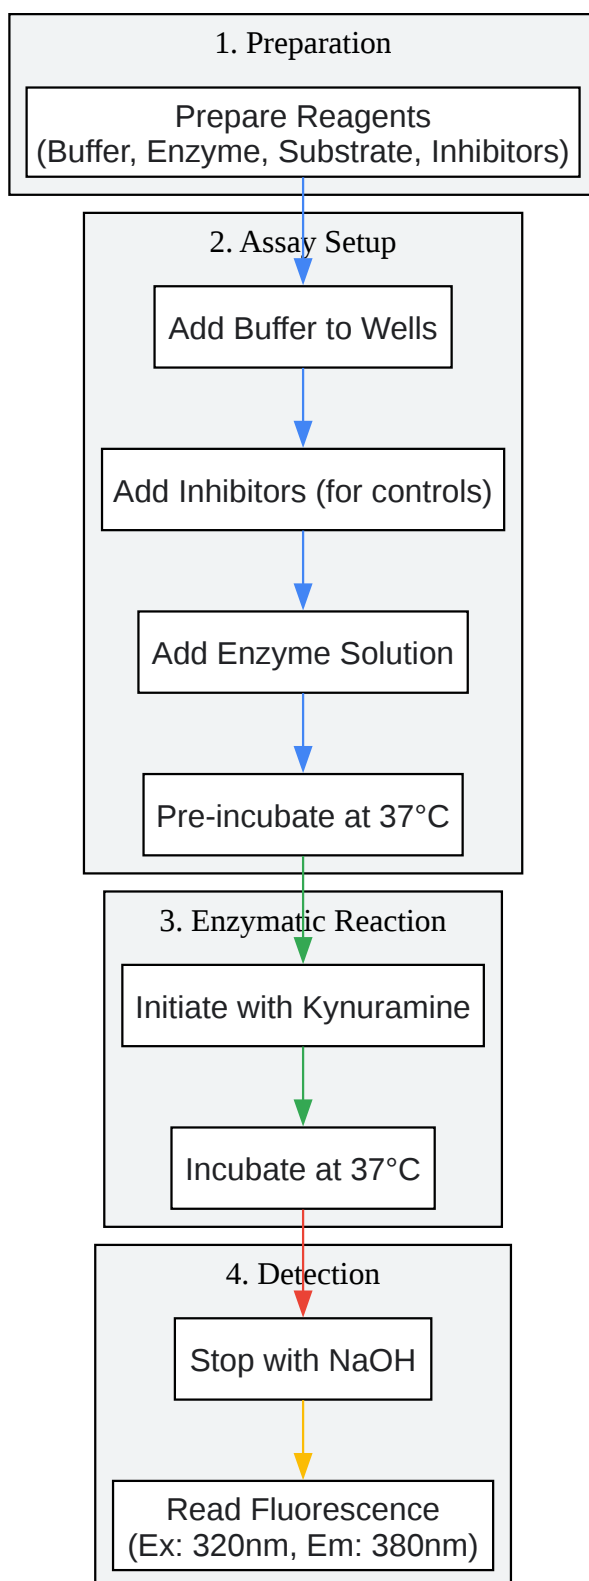 1. Preparation
Prepare Reagents
(Buffer, Enzyme, Substrate, Inhibitors)
2. Assay Setup
Add Buffer to Wells
Add Inhibitors (for controls)
Add Enzyme Solution
Pre-incubate at 37°C
3. Enzymatic Reaction
Initiate with Kynuramine
Incubate at 37°C
4. Detection
Stop with NaOH
Read Fluorescence
(Ex: 320nm, Em: 380nm)